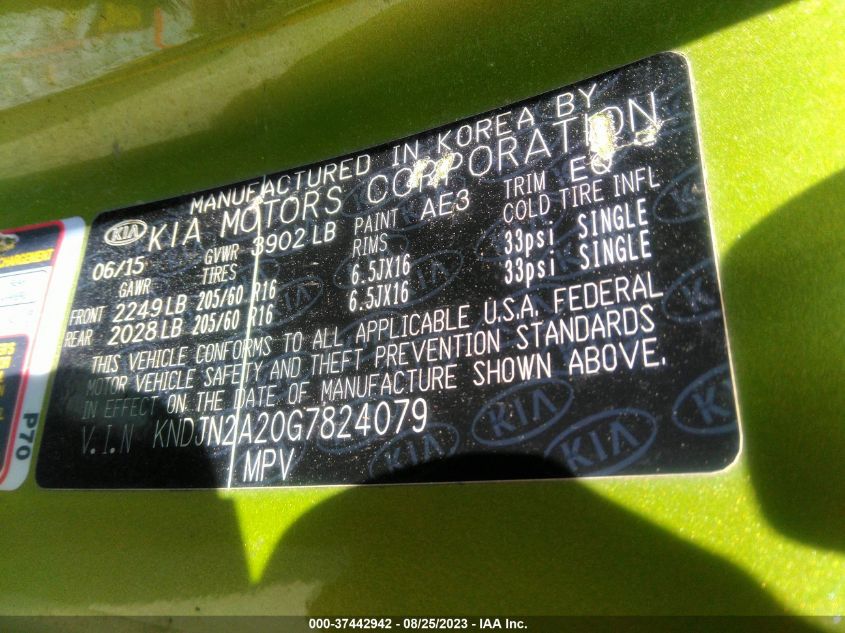 MANUFACTURED IN KOREA BY
KIA KIA MOTORS CORPORATION
06/15 GVWR 3902 LB PAINT AE3 TRIM
GAWR TIRES RIMS COLD TIRE INFL
FRONT 2249 LB 205/60 R16 6.5JX16 33psi SINGLE
REAR 2028 LB 205/60 R16 6.5JX16 33psi SINGLE
THIS VEHICLE CONFORMS TO ALL APPLICABLE U.S.A. FEDERAL
MOTOR VEHICLE SAFETY AND THEFT PREVENTION STANDARDS
IN EFFECT ON THE DATE OF MANUFACTURE SHOWN ABOVE.
V.I.N KNDJN2A20G7824079
MPV
P70
000-37442942 - 08/25/2023 - IAA Inc.